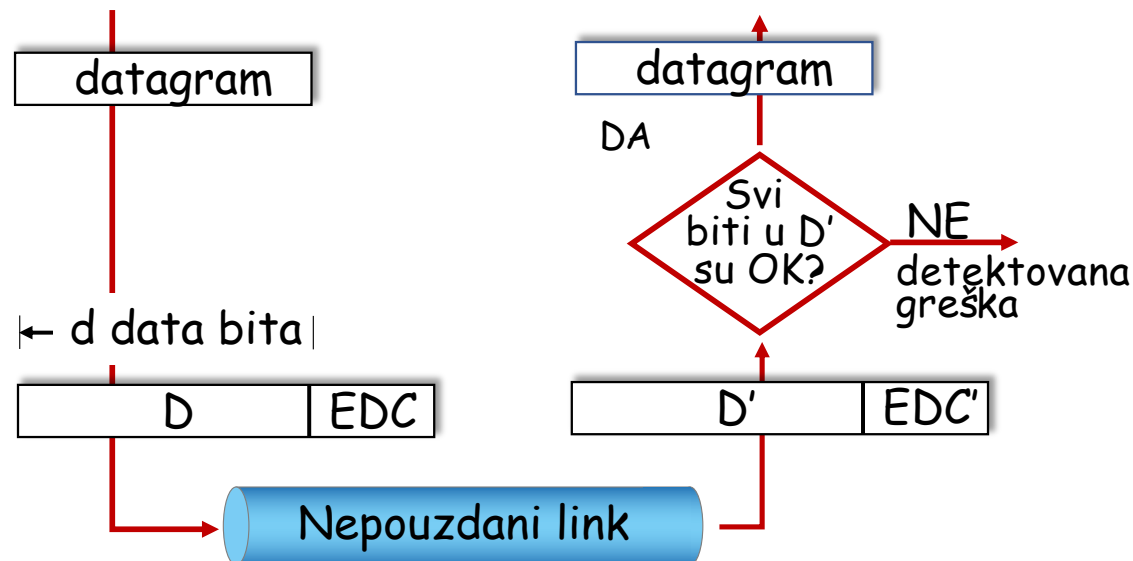 datagram
d data bita
D
EDC
Nepouzdani link
datagram
DA
Svi
biti u D'
su OK?
NE
detektovana
greška
D'
EDC'